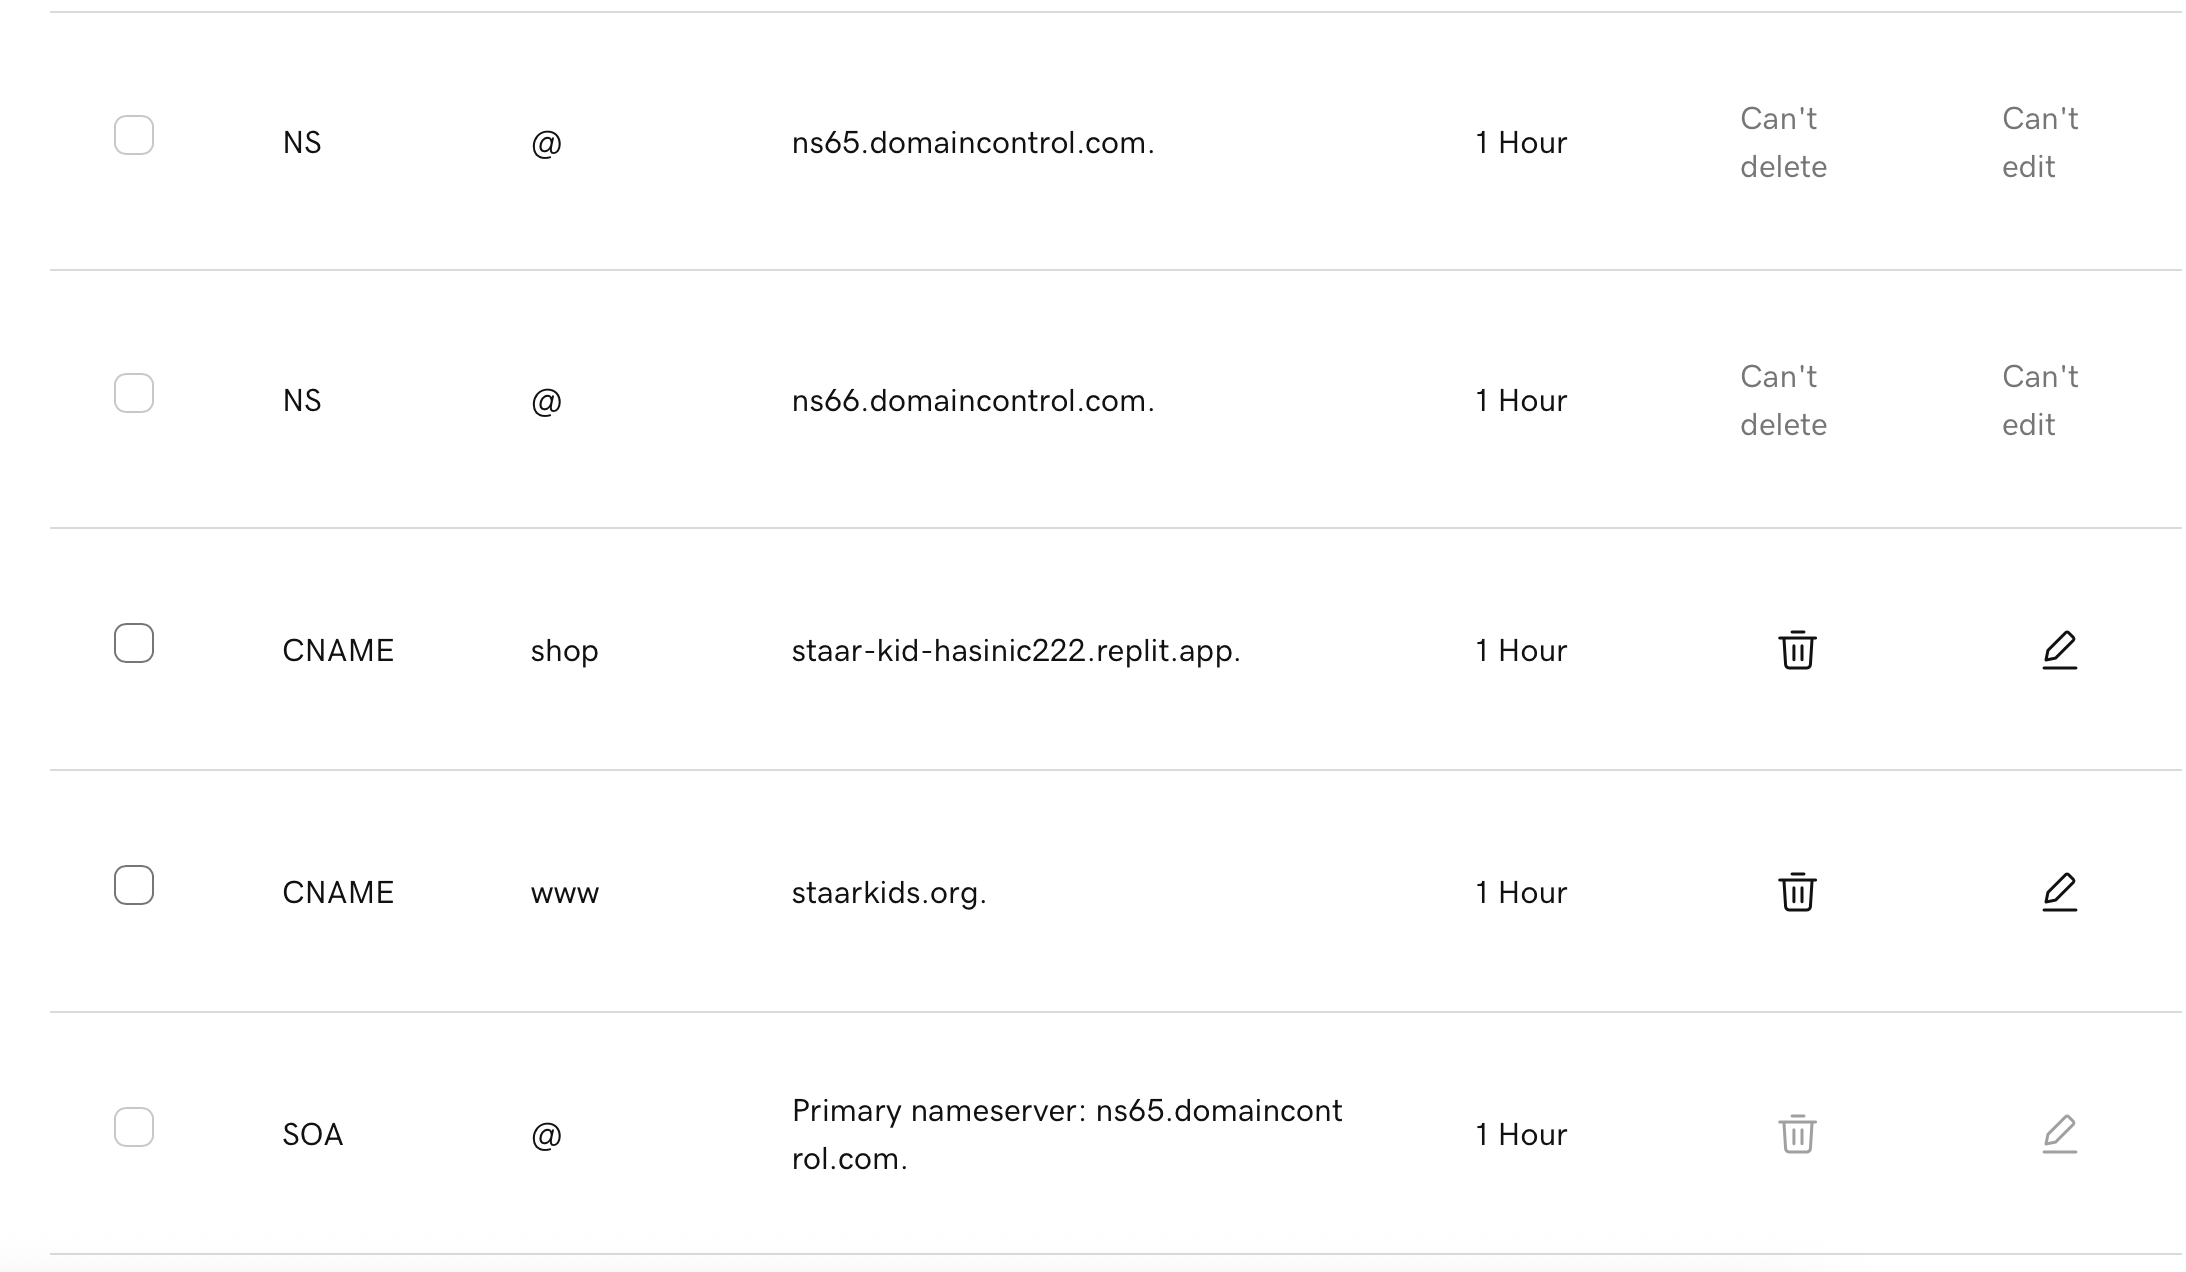 NS @ ns65.domaincontrol.com. 1 Hour Can't delete Can't edit
NS @ ns66.domaincontrol.com. 1 Hour Can't delete Can't edit
CNAME shop staar-kid-hasinic222.replit.app. 1 Hour
CNAME www staarkids.org. 1 Hour
SOA @ Primary nameserver: ns65.domaincont
rol.com. 1 Hour